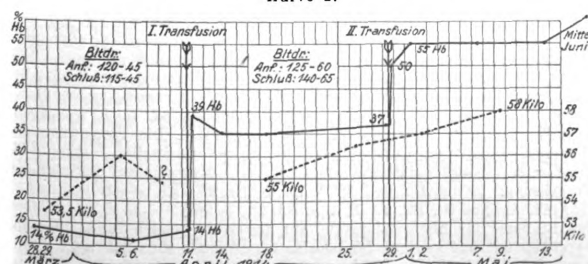 %
Hb
I. Transfusion
II. Transfusion
Bltdr:
Anf.: 120-45
Schluß: 115-45
Bltdr:
Anf.: 125-60
Schluß: 140-65
Mitte
Juni
55
50
45
40
35
30
25
20
15
10
55 Hb
50
39 Hb
37
58 Kilo
55 Kilo
?
53,5 Kilo
14% Hb
14 Hb
58
57
56
55
54
53
Kilo
28. 29. 5. 6. 11. 14. 18. 25. 29. 1. 2. 7. 9. 13.
März April 1914 Mai